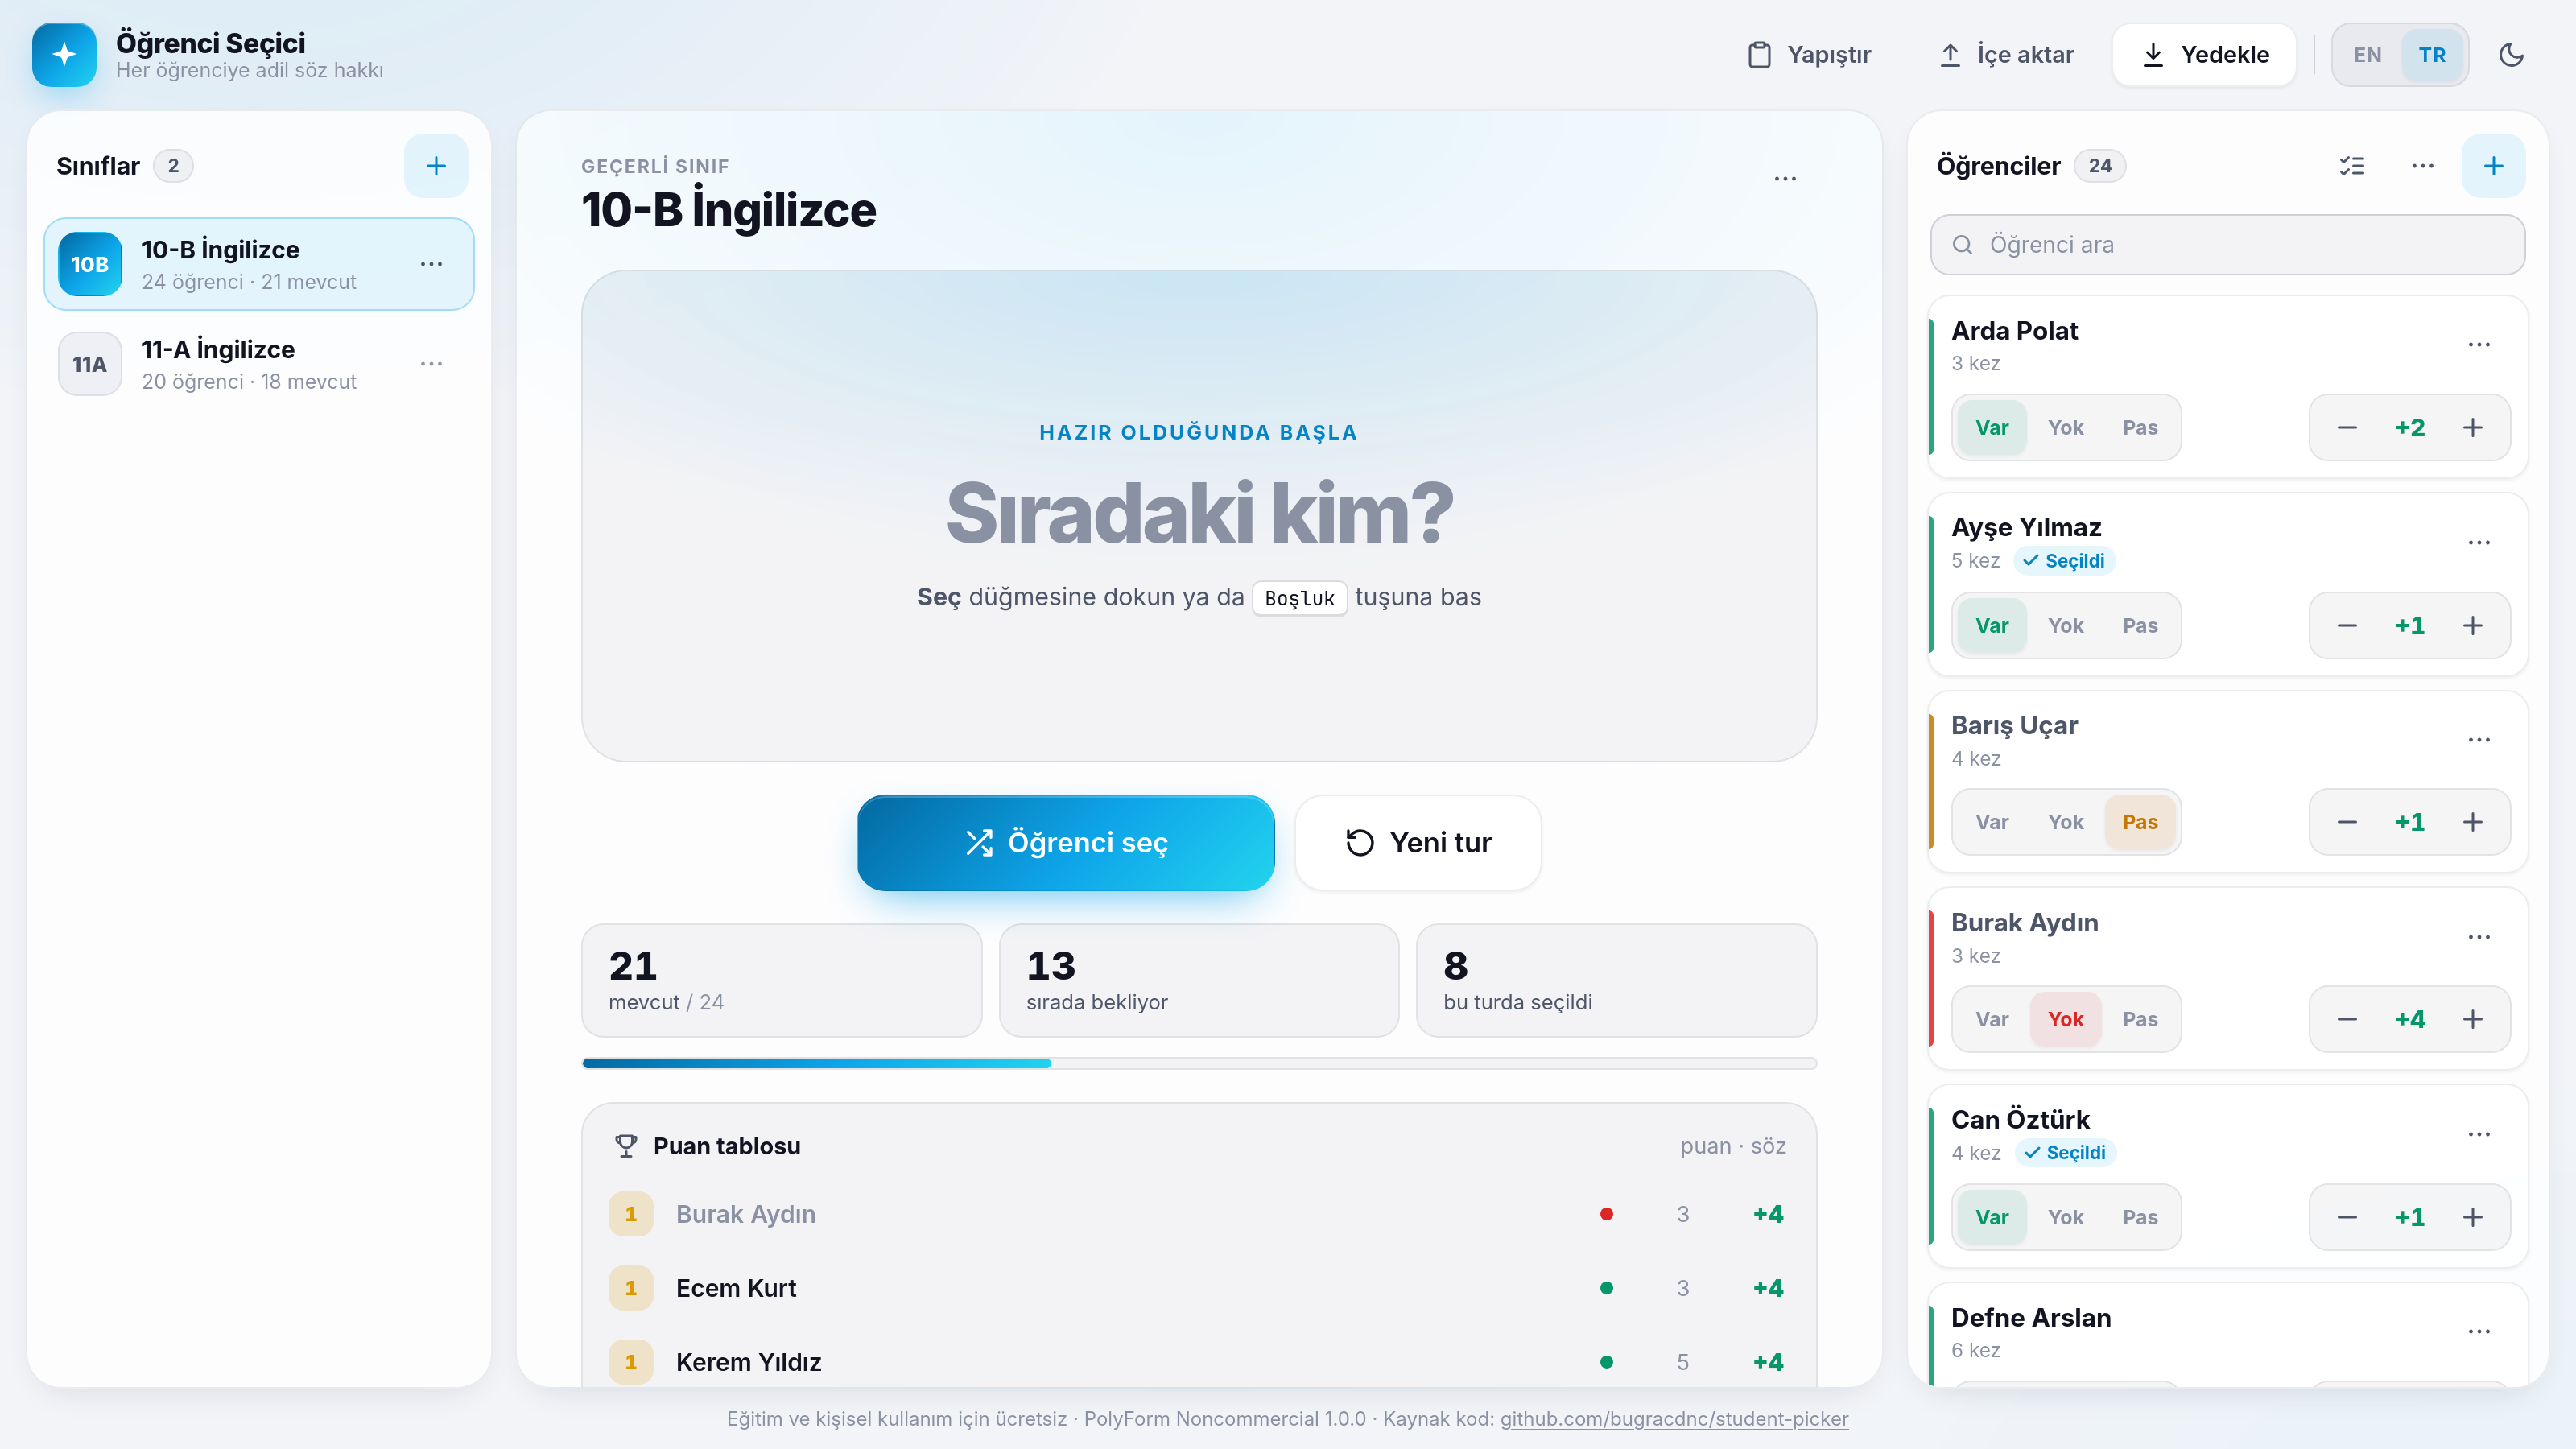 Öğrenci Seçici
Her öğrenciye adil söz hakkı
Yapıştır
İçe aktar
Yedekle
EN
TR
Sınıflar
2
10B
10-B İngilizce
24 öğrenci · 21 mevcut
11A
11-A İngilizce
20 öğrenci · 18 mevcut
GEÇERLİ SINIF
10-B İngilizce
HAZIR OLDUĞUNDA BAŞLA
Sıradaki kim?
Seç düğmesine dokun ya da Boşluk tuşuna bas
Öğrenci seç
Yeni tur
21
mevcut / 24
13
sırada bekliyor
8
bu turda seçildi
Puan tablosu
puan · söz
1 Burak Aydın 3 +4
1 Ecem Kurt 3 +4
1 Kerem Yıldız 5 +4
Öğrenciler
24
Öğrenci ara
Arda Polat
3 kez
Var Yok Pas
+2
Ayşe Yılmaz
5 kez Seçildi
Var Yok Pas
+1
Barış Uçar
4 kez
Var Yok Pas
+1
Burak Aydın
3 kez
Var Yok Pas
+4
Can Öztürk
4 kez Seçildi
Var Yok Pas
+1
Defne Arslan
6 kez
Eğitim ve kişisel kullanım için ücretsiz · PolyForm Noncommercial 1.0.0 · Kaynak kod: github.com/bugracdnc/student-picker